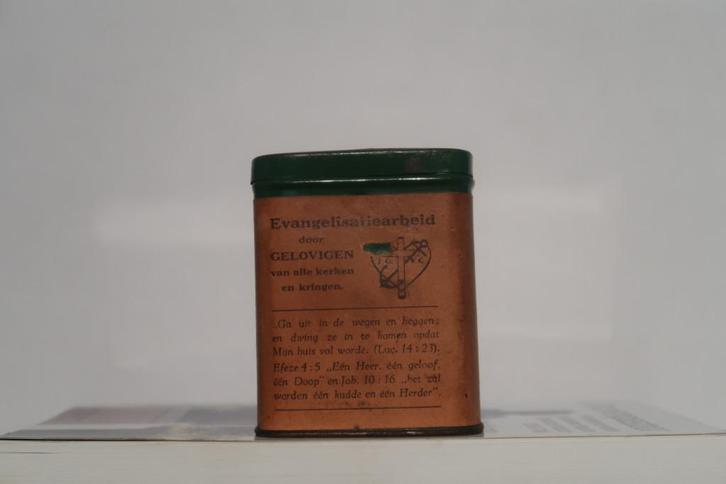 Evangelisatiearbeid
door
GELOVIGEN
van alle kerken
en kringen.
„Ga uit in de wegen en heggen;
en dwing ze in te komen opdat
Mijn huis vol worde. (Luc. 14 : 23).
Efeze 4 : 5 „Eén Heer, één geloof,
één Doop" en Joh. 10 : 16 „het zal
worden één kudde en één Herder".